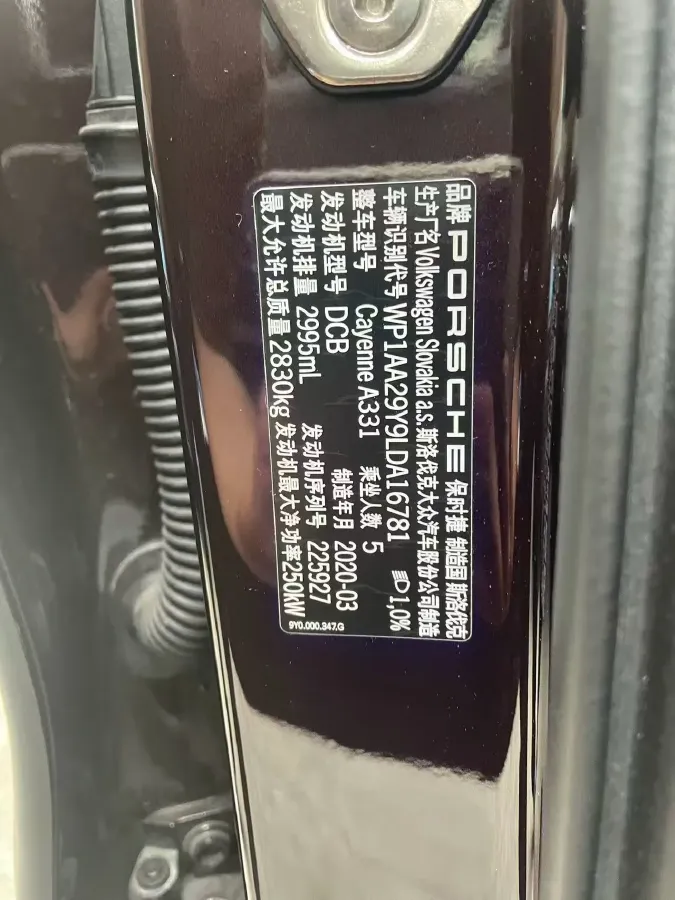 品牌 PORSCHE 保时捷 制造国 斯洛伐克
生产厂名 Volkswagen Slovakia a.s.斯洛伐克大众汽车股份公司制造
车辆识别代号 WP1AA29Y9LDA16781 1,0%
整车型号 Cayenne A331 乘坐人数 5
发动机型号 DCB 制造年月 2020-03
发动机排量 2995mL 发动机序列号 225927
最大允许总质量 2830kg 发动机最大净功率 250kW
9Y0.000.347.G